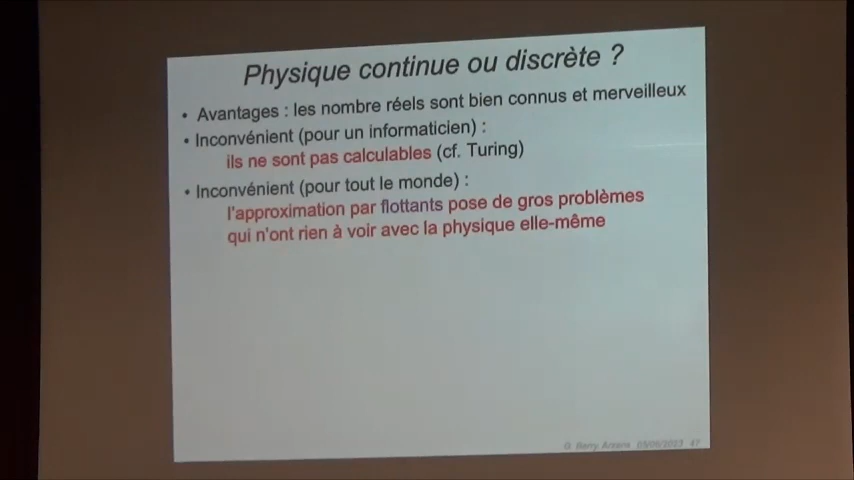 Physique continue ou discrète ?
• Avantages : les nombre réels sont bien connus et merveilleux
• Inconvénient (pour un informaticien) :
ils ne sont pas calculables (cf. Turing)
• Inconvénient (pour tout le monde) :
l'approximation par flottants pose de gros problèmes
qui n'ont rien à voir avec la physique elle-même
G. Berry, 47